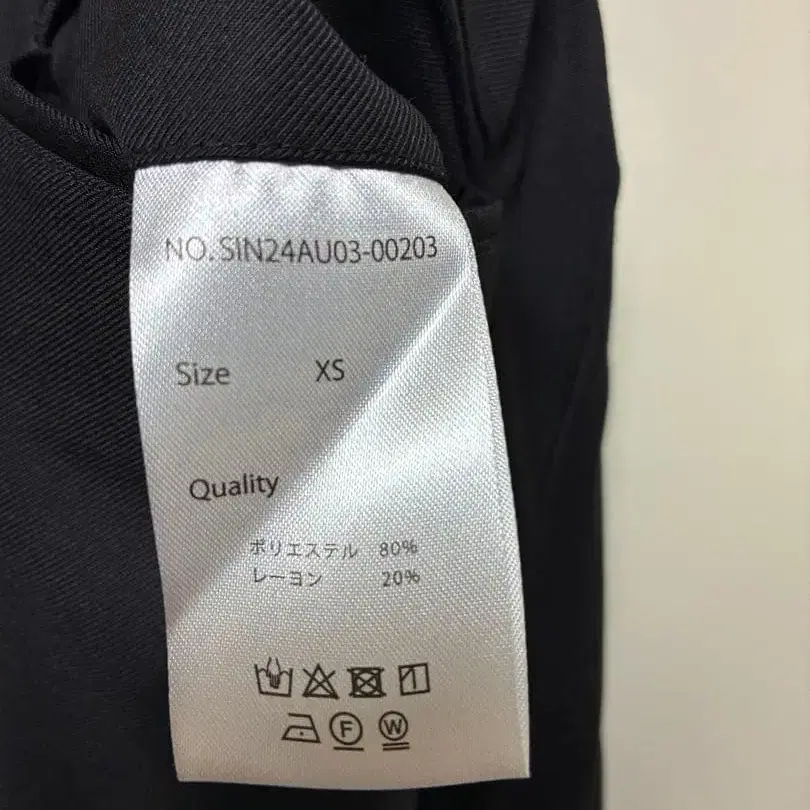 NO. SIN24AU03-00203
Size XS
Quality
ポリエステル 80%
レーヨン 20%
F W